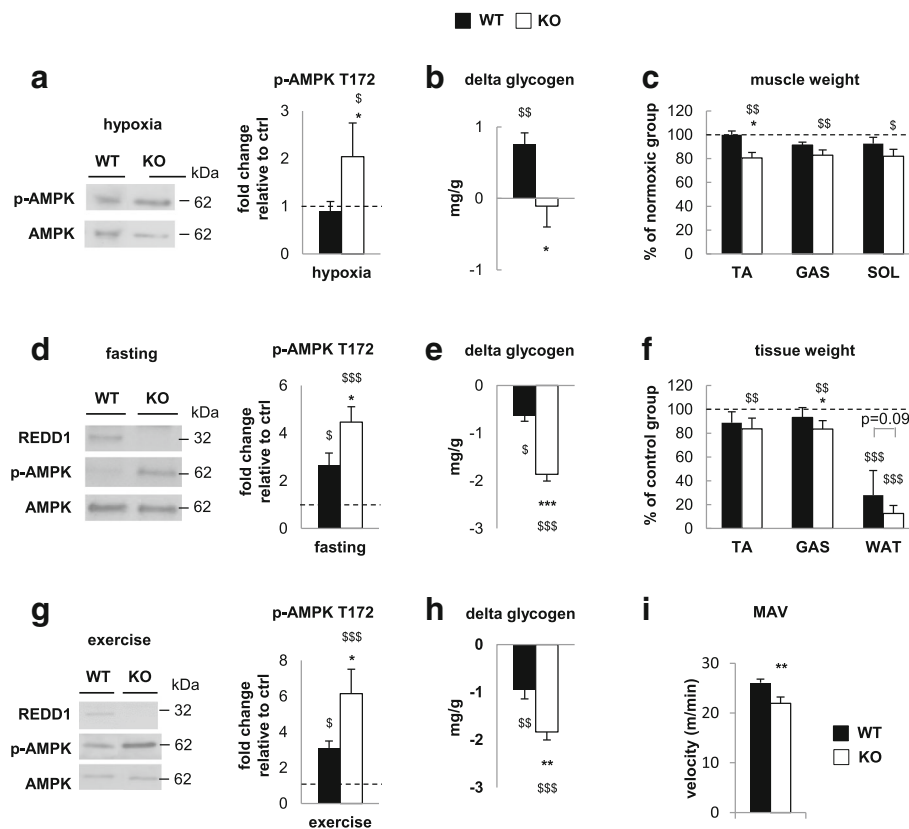 WT KO
a
hypoxia
WT KO
kDa
p-AMPK
62
AMPK
62
p-AMPK T172
fold change
relative to ctrl
3
2
1
0
$
*
hypoxia
b
delta glycogen
mg/g
1
0
-1
$$
*
c
muscle weight
% of normoxic group
120
100
80
60
40
20
0
$$
*
$$
$
TA GAS SOL
d
fasting
WT KO
kDa
REDD1
32
p-AMPK
62
AMPK
62
p-AMPK T172
fold change
relative to ctrl
6
4
2
0
$
$$$
*
fasting
e
delta glycogen
mg/g
0
-1
-2
-3
$
***
$$$
f
tissue weight
% of control group
120
100
80
60
40
20
0
$$
$$
*
p=0.09
$$$
$$$
TA GAS WAT
g
exercise
WT KO
kDa
REDD1
32
p-AMPK
62
AMPK
62
p-AMPK T172
fold change
relative to ctrl
8
6
4
2
0
$
$$$
*
exercise
h
delta glycogen
mg/g
0
-1
-2
-3
$$
**
$$$
i
MAV
velocity (m/min)
30
20
10
0
**
WT
KO